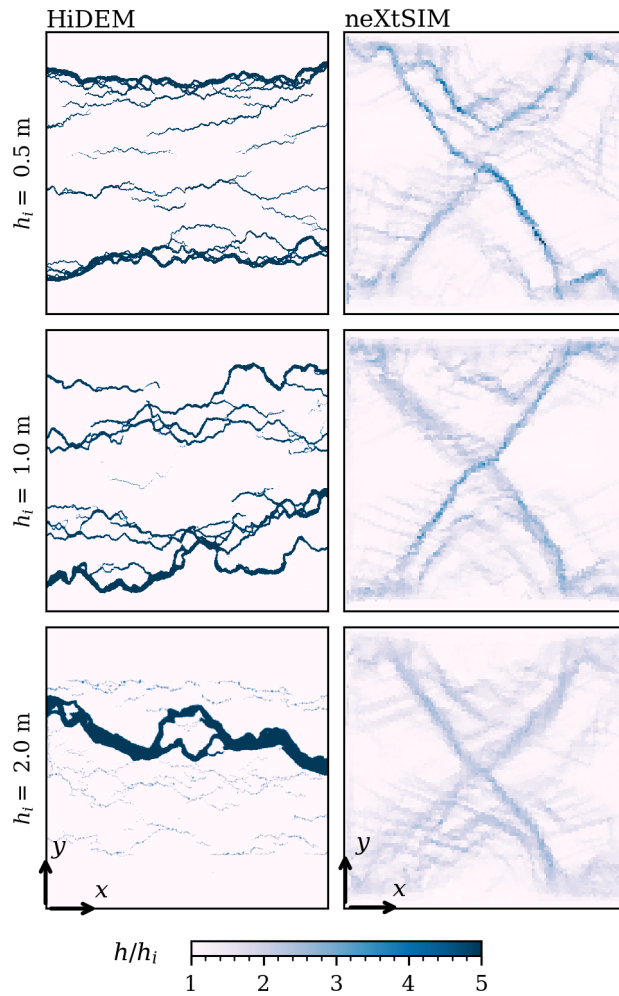 HiDEM
neXtSIM
h_i = 0.5 m
h_i = 1.0 m
h_i = 2.0 m
y
x
y
x
h/h_i
1 2 3 4 5